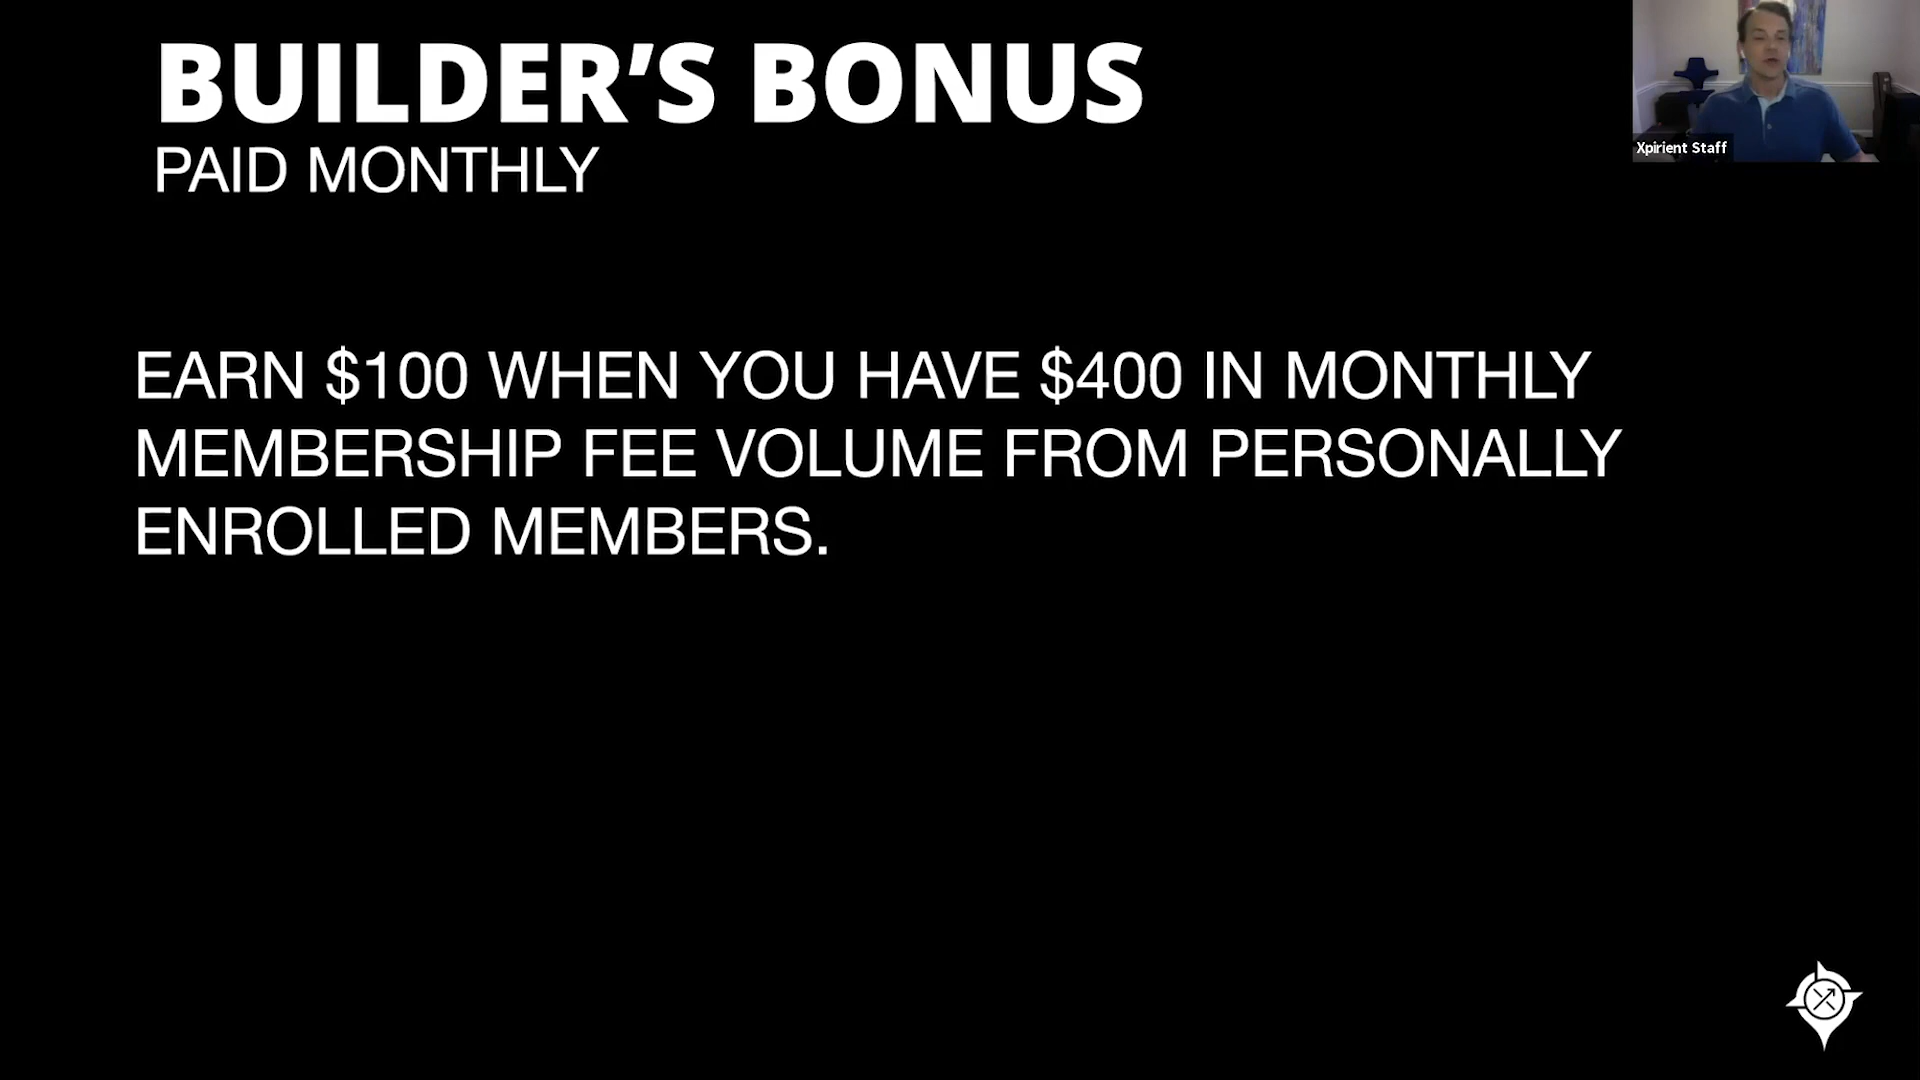 BUILDER’S BONUS
PAID MONTHLY
Xpirient Staff
EARN $100 WHEN YOU HAVE $400 IN MONTHLY
MEMBERSHIP FEE VOLUME FROM PERSONALLY
ENROLLED MEMBERS.